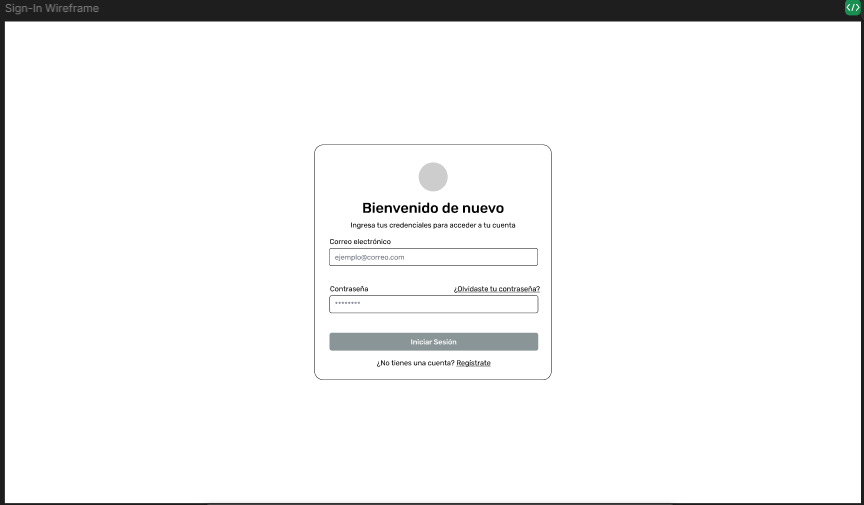 Sign-In Wireframe
</>
Bienvenido de nuevo
Ingresa tus credenciales para acceder a tu cuenta
Correo electrónico
ejemplo@correo.com
Contraseña ¿Olvidaste tu contraseña?
********
Iniciar Sesión
¿No tienes una cuenta? Regístrate